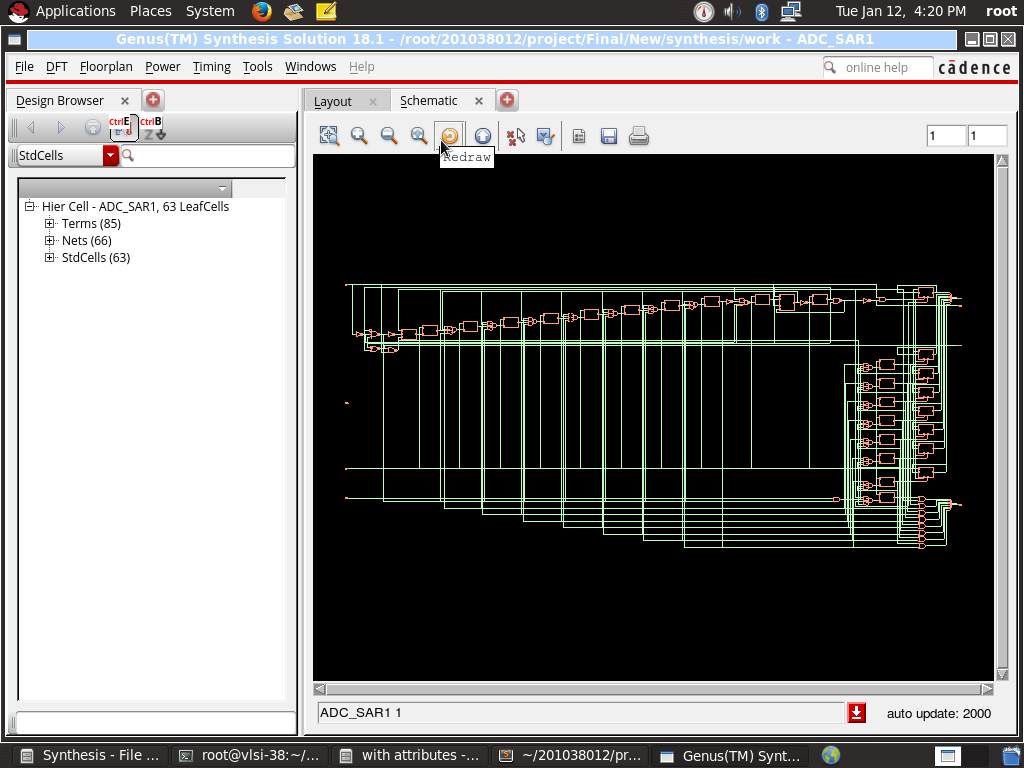 Applications Places System Tue Jan 12, 4:20 PM root
Genus(TM) Synthesis Solution 18.1 - /root/201038012/project/Final/New/synthesis/work - ADC_SAR1
File DFT Floorplan Power Timing Tools Windows Help online help cādence
Design Browser Layout Schematic
CtrlE CtrlB
1 1
StdCells
Redraw
Hier Cell - ADC_SAR1, 63 LeafCells
Terms (85)
Nets (66)
StdCells (63)
ADC_SAR1 1 auto update: 2000
Synthesis - File ... root@vlsi-38:~/... with attributes -... ~/201038012/pr... Genus(TM) Synt...